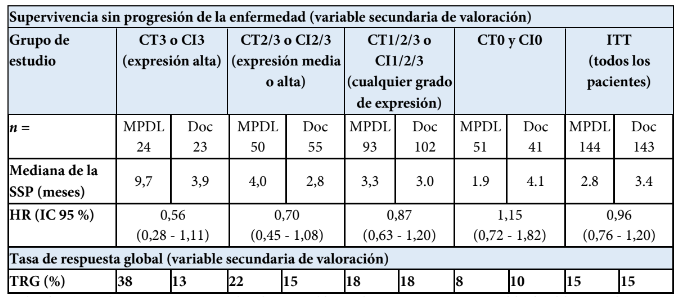 Supervivencia sin progresión de la enfermedad (variable secundaria de valoración)
Grupo de estudio CT3 o CI3 (expresión alta) CT2/3 o CI2/3 (expresión media o alta) CT1/2/3 o CI1/2/3 (cualquier grado de expresión) CT0 y CI0 ITT (todos los pacientes)
n = MPDL 24 Doc 23 MPDL 50 Doc 55 MPDL 93 Doc 102 MPDL 51 Doc 41 MPDL 144 Doc 143
Mediana de la SSP (meses) 9,7 3,9 4,0 2,8 3,3 3.0 1.9 4.1 2.8 3.4
HR (IC 95 %) 0,56 (0,28 - 1,11) 0,70 (0,45 - 1,08) 0,87 (0,63 - 1,20) 1,15 (0,72 - 1,82) 0,96 (0,76 - 1,20)
Tasa de respuesta global (variable secundaria de valoración)
TRG (%) 38 13 22 15 18 18 8 10 15 15